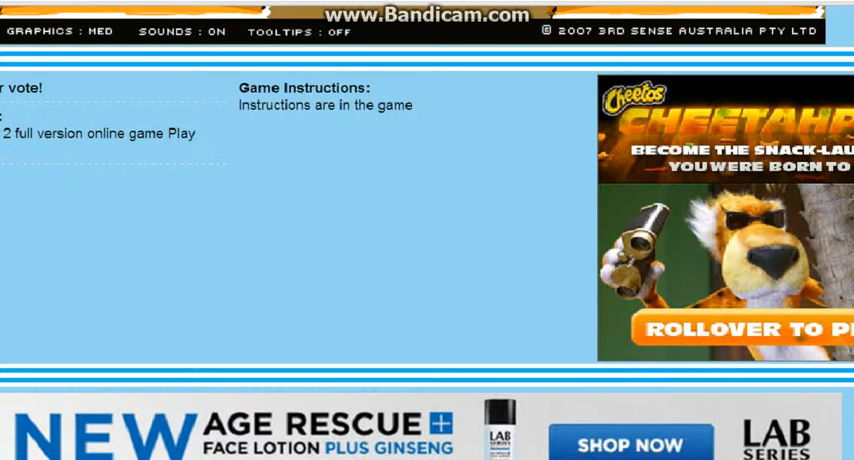 www.Bandicam.com
GRAPHICS : MED SOUNDS : ON TOOLTIPS : OFF © 2007 3RD SENSE AUSTRALIA PTY LTD
r vote!
:
2 full version online game Play
Game Instructions:
Instructions are in the game
Cheetos
CHEETAHP
BECOME THE SNACK-LAU
YOU WERE BORN TO
ROLLOVER TO P
NEW AGE RESCUE+
FACE LOTION PLUS GINSENG
LAB
SERIES
SHOP NOW
LAB
SERIES